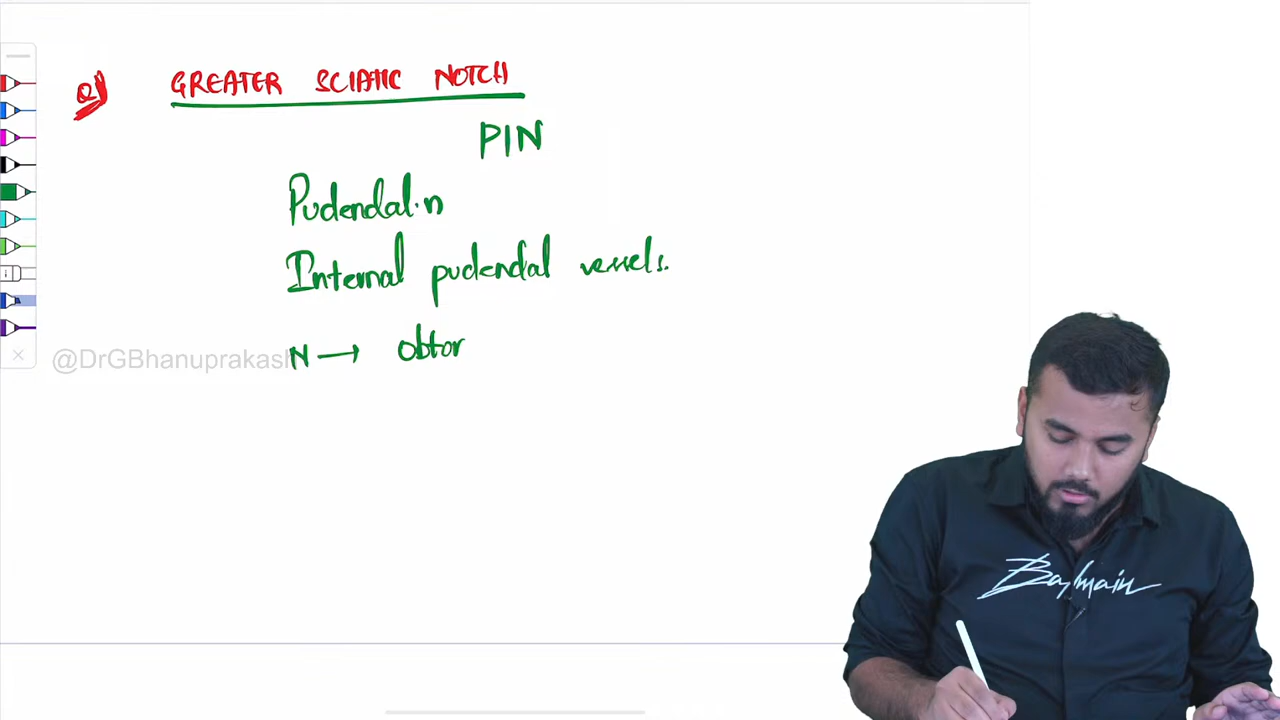 Q) GREATER SCIATIC NOTCH
PIN
Pudendal.n
Internal pudendal vessels.
N → obtor
@DrGBhanuprakash
Balmain